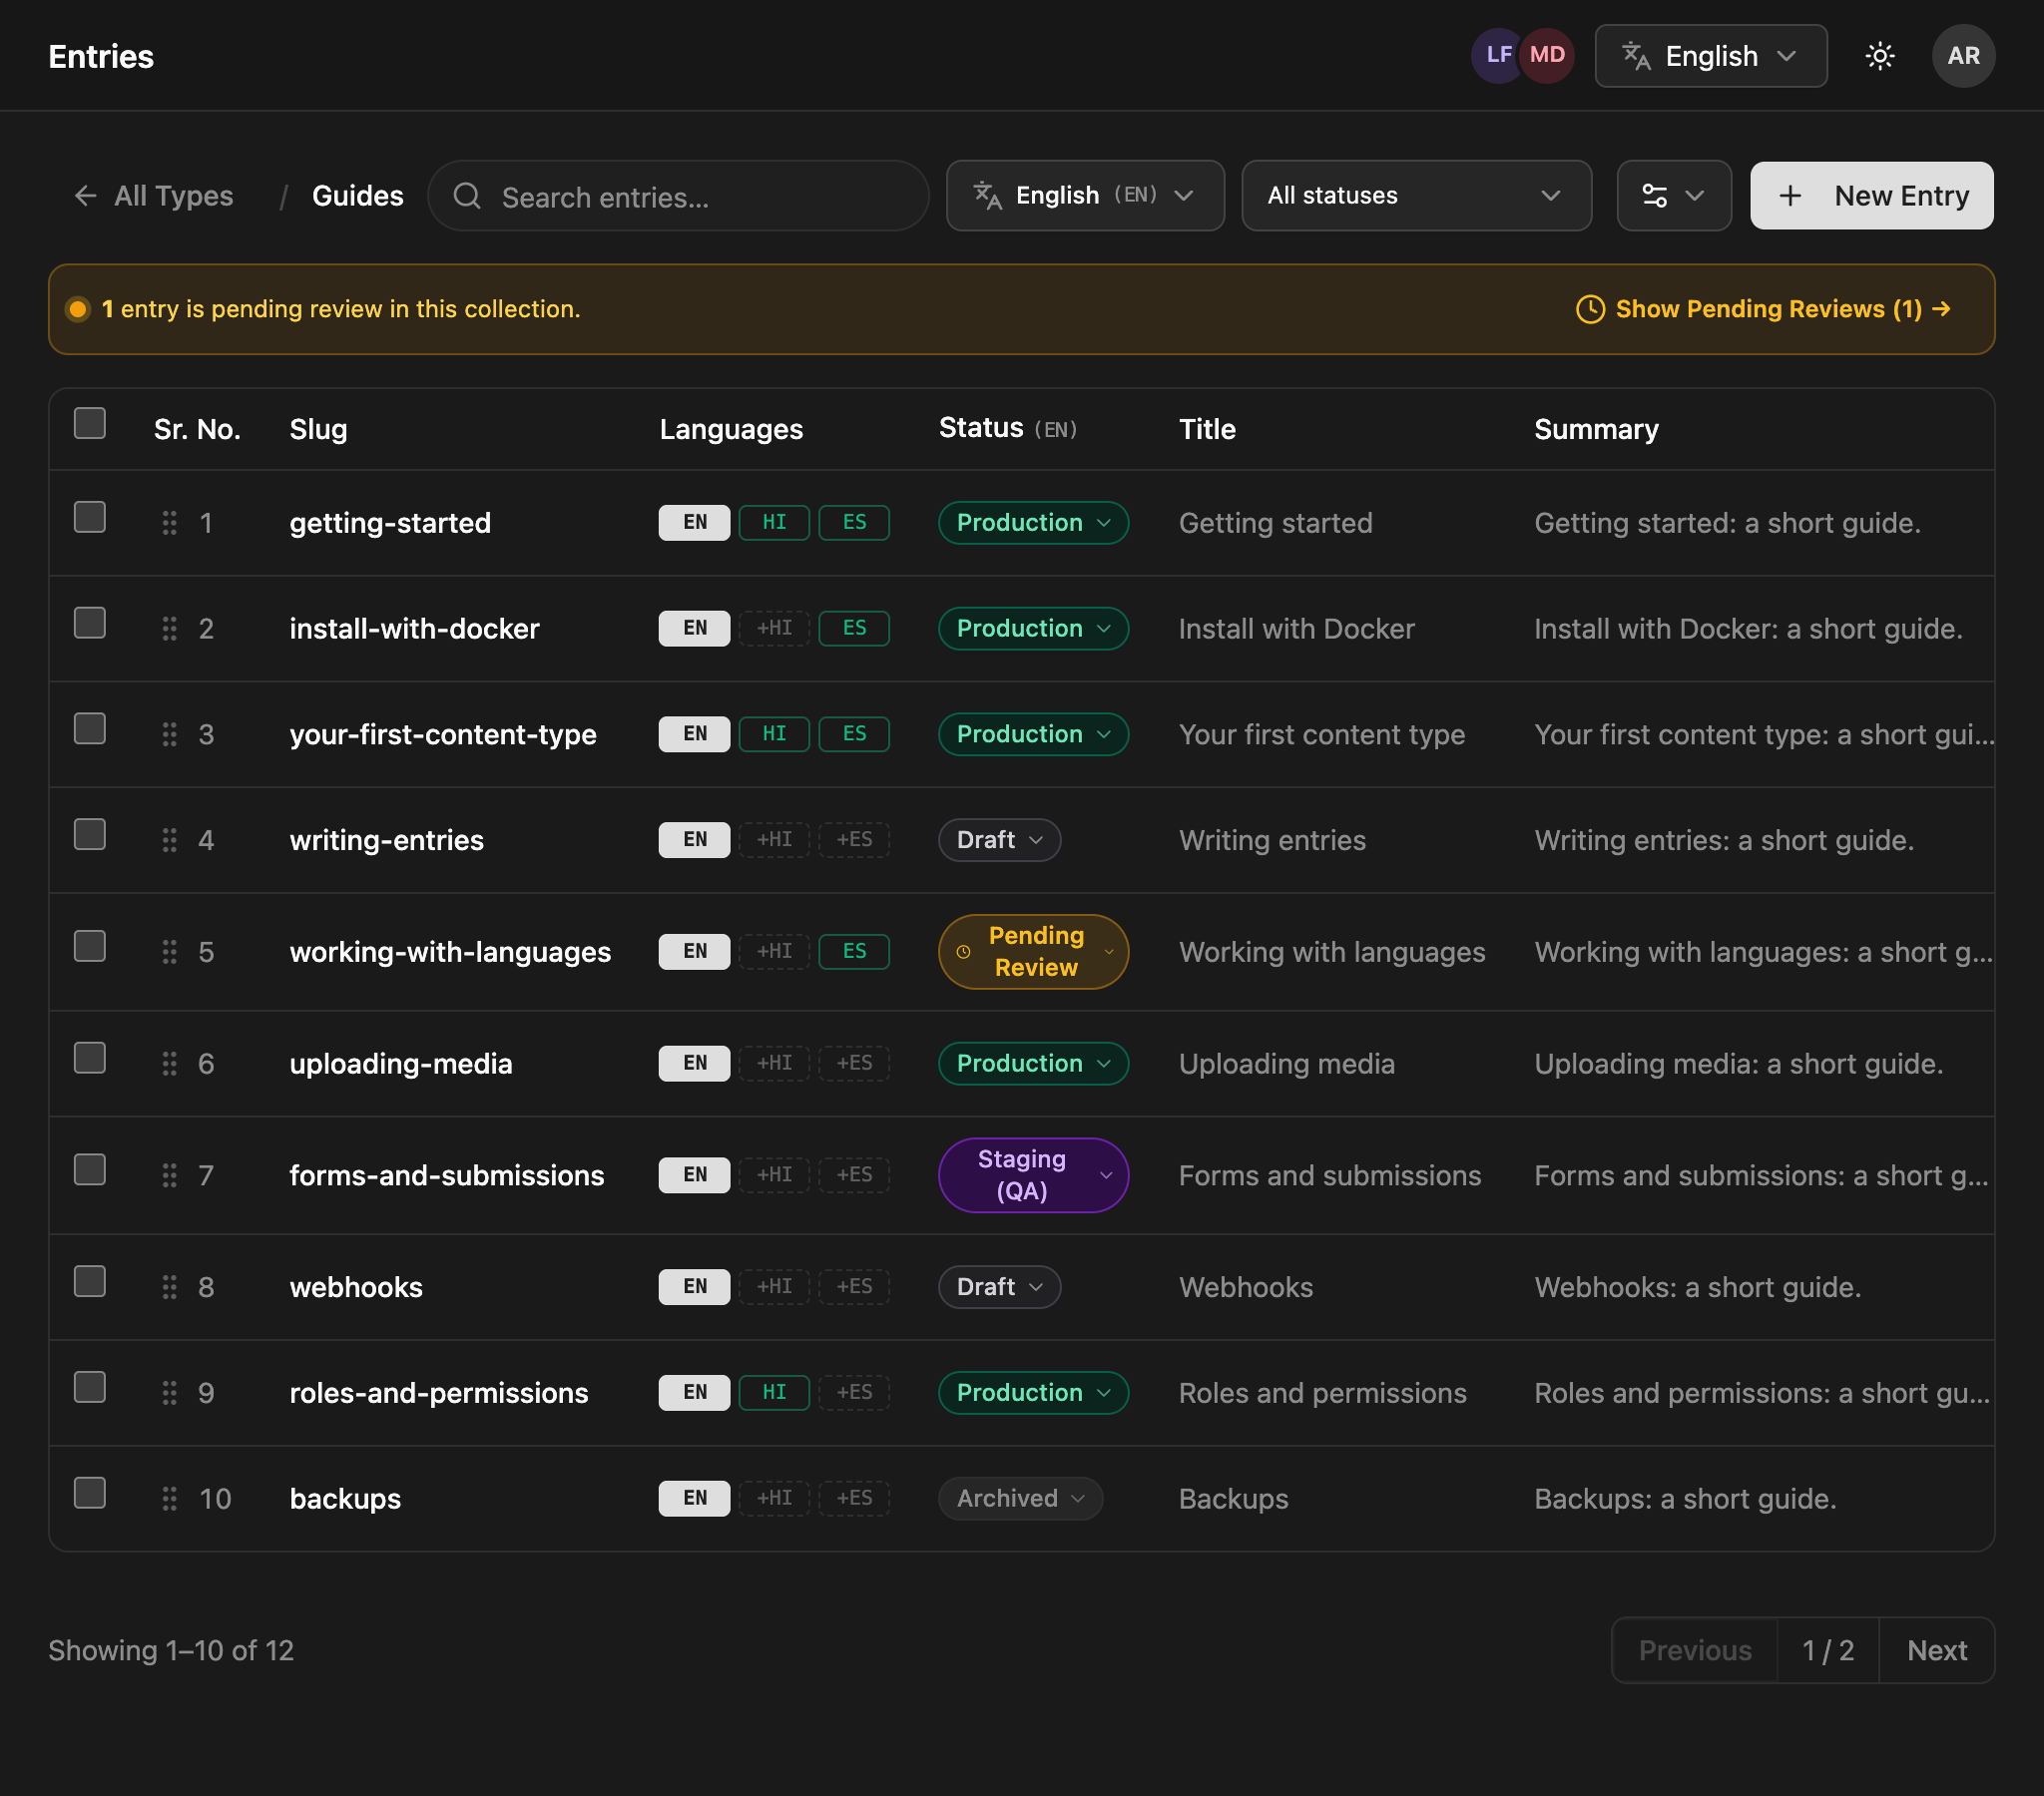 Entries
LF MD English AR
All Types / Guides Search entries... English (EN) All statuses + New Entry
1 entry is pending review in this collection. Show Pending Reviews (1) →
Sr. No. Slug Languages Status (EN) Title Summary
1 getting-started EN HI ES Production Getting started Getting started: a short guide.
2 install-with-docker EN +HI ES Production Install with Docker Install with Docker: a short guide.
3 your-first-content-type EN HI ES Production Your first content type Your first content type: a short gui...
4 writing-entries EN +HI +ES Draft Writing entries Writing entries: a short guide.
5 working-with-languages EN +HI ES Pending Review Working with languages Working with languages: a short g...
6 uploading-media EN +HI +ES Production Uploading media Uploading media: a short guide.
7 forms-and-submissions EN +HI +ES Staging (QA) Forms and submissions Forms and submissions: a short g...
8 webhooks EN +HI +ES Draft Webhooks Webhooks: a short guide.
9 roles-and-permissions EN HI +ES Production Roles and permissions Roles and permissions: a short gu...
10 backups EN +HI +ES Archived Backups Backups: a short guide.
Showing 1–10 of 12 Previous 1 / 2 Next